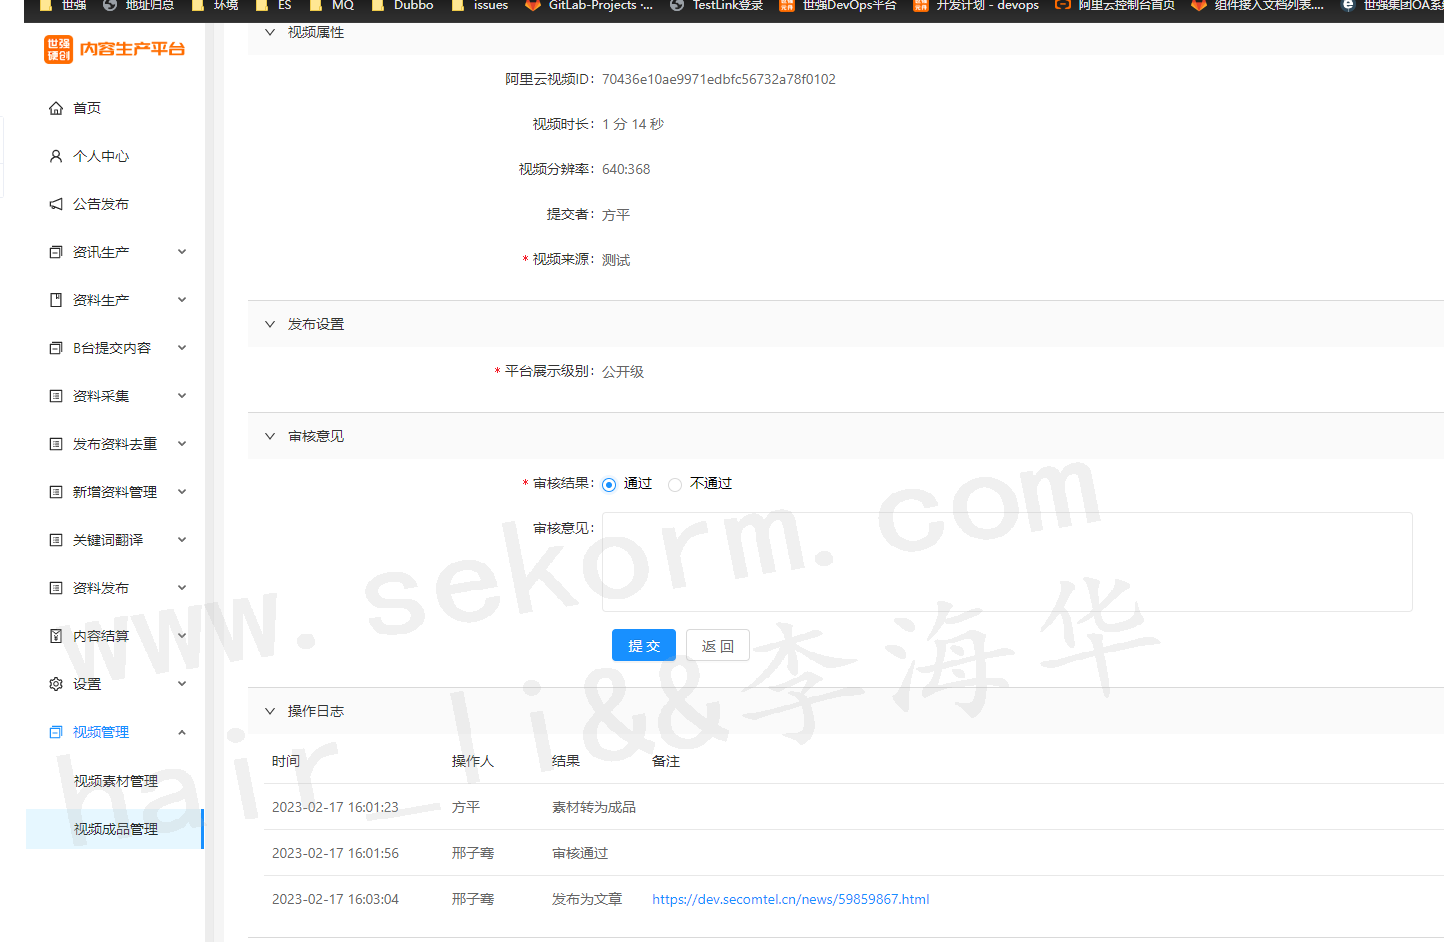 世强
地址归总
环境
ES
MQ
Dubbo
issues
GitLab-Projects ·...
TestLink登录
世强DevOps平台
开发计划 - devops
阿里云控制台首页
组件接入文档列表....
世强集团OA系
世强硬创
内容生产平台
首页
个人中心
公告发布
资讯生产
资料生产
B台提交内容
资料采集
发布资料去重
新增资料管理
关键词翻译
资料发布
内容结算
设置
视频管理
视频素材管理
视频成品管理
视频属性
阿里云视频ID: 70436e10ae9971edbfc56732a78f0102
视频时长: 1 分 14 秒
视频分辨率: 640:368
提交者: 方平
* 视频来源: 测试
发布设置
* 平台展示级别: 公开级
审核意见
* 审核结果: 通过 不通过
审核意见:
提 交 返 回
操作日志
时间 操作人 结果 备注
2023-02-17 16:01:23 方平 素材转为成品
2023-02-17 16:01:56 邢子骞 审核通过
2023-02-17 16:03:04 邢子骞 发布为文章 https://dev.secomtel.cn/news/59859867.html
www. sekorm. com
hair_li&&李海华